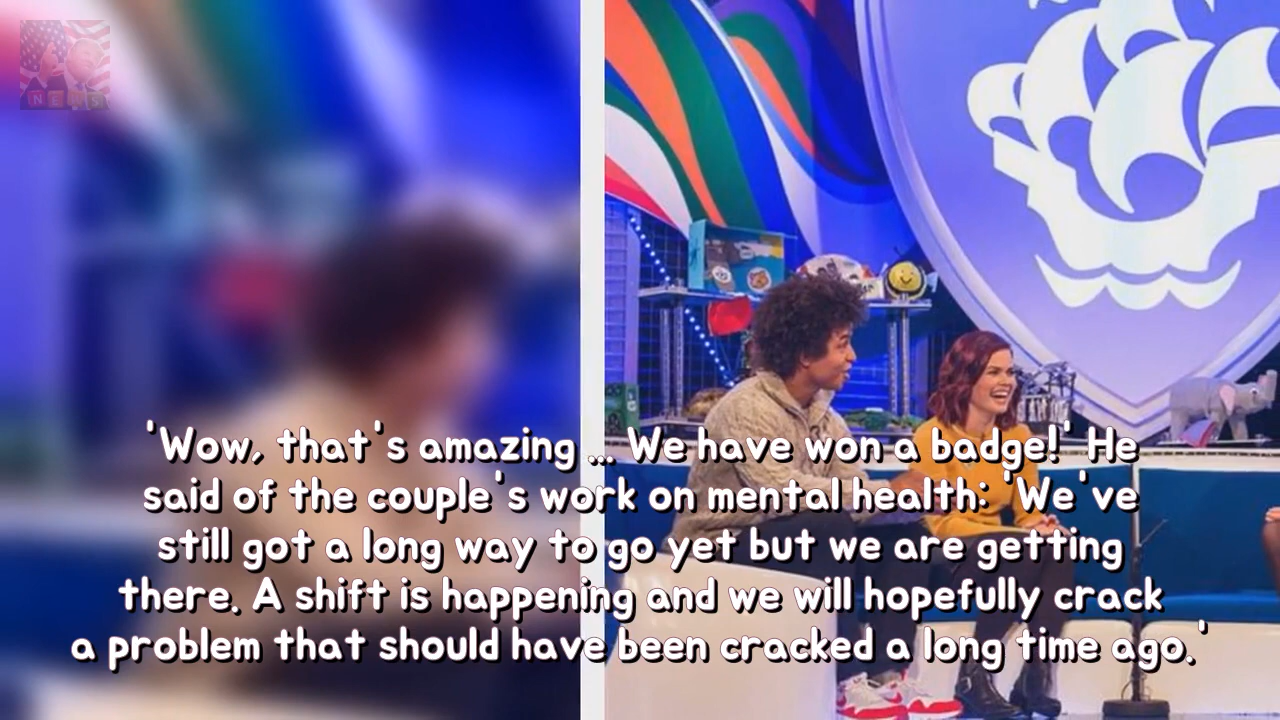 NEWS
'Wow, that's amazing ... We have won a badge!' He
said of the couple's work on mental health: 'We've
still got a long way to go yet but we are getting
there. A shift is happening and we will hopefully crack
a problem that should have been cracked a long time ago.'